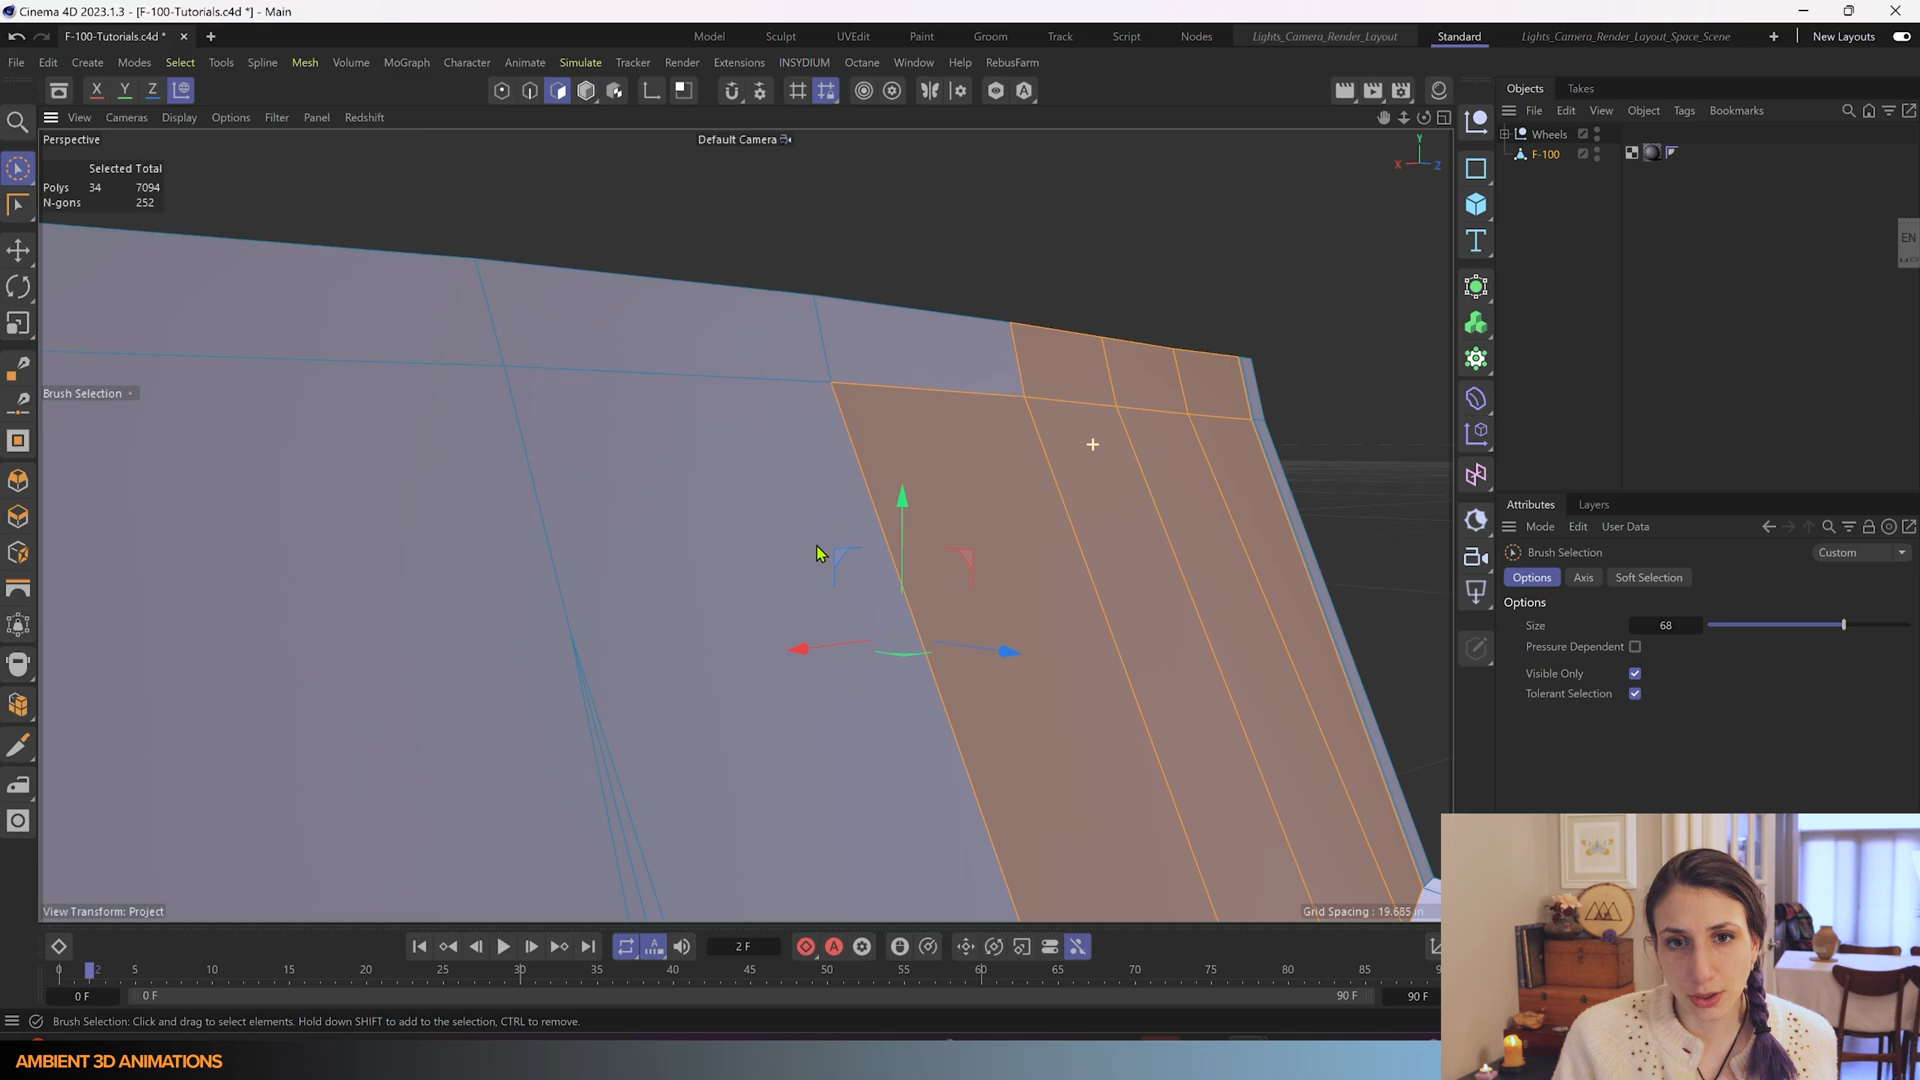 Cinema 4D 2023.1.3 - [F-100-Tutorials.c4d *] - Main
F-100-Tutorials.c4d *
Model Sculpt UVEdit Paint Groom Track Script Nodes Lights_Camera_Render_Layout Standard Lights_Camera_Render_Layout_Space_Scene New Layouts
File Edit Create Modes Select Tools Spline Mesh Volume MoGraph Character Animate Simulate Tracker Render Extensions INSYDIUM Octane Window Help RebusFarm
X Y Z
View Cameras Display Options Filter Panel Redshift
Perspective
Default Camera
Selected Total
Polys 34 7094
N-gons 252
Y
X Z
Brush Selection
View Transform: Project
Grid Spacing : 19.685 in
Objects Takes
File Edit View Object Tags Bookmarks
Wheels
F-100
EN
Attributes Layers
Mode Edit User Data
Brush Selection
Custom
Options Axis Soft Selection
Options
Size 68
Pressure Dependent
Visible Only
Tolerant Selection
2 F
0 2 5 10 15 20 25 30 35 40 45 50 55 60 65 70 75 80 85
0 F 0 F 90 F 90 F
Brush Selection: Click and drag to select elements. Hold down SHIFT to add to the selection, CTRL to remove.
AMBIENT 3D ANIMATIONS